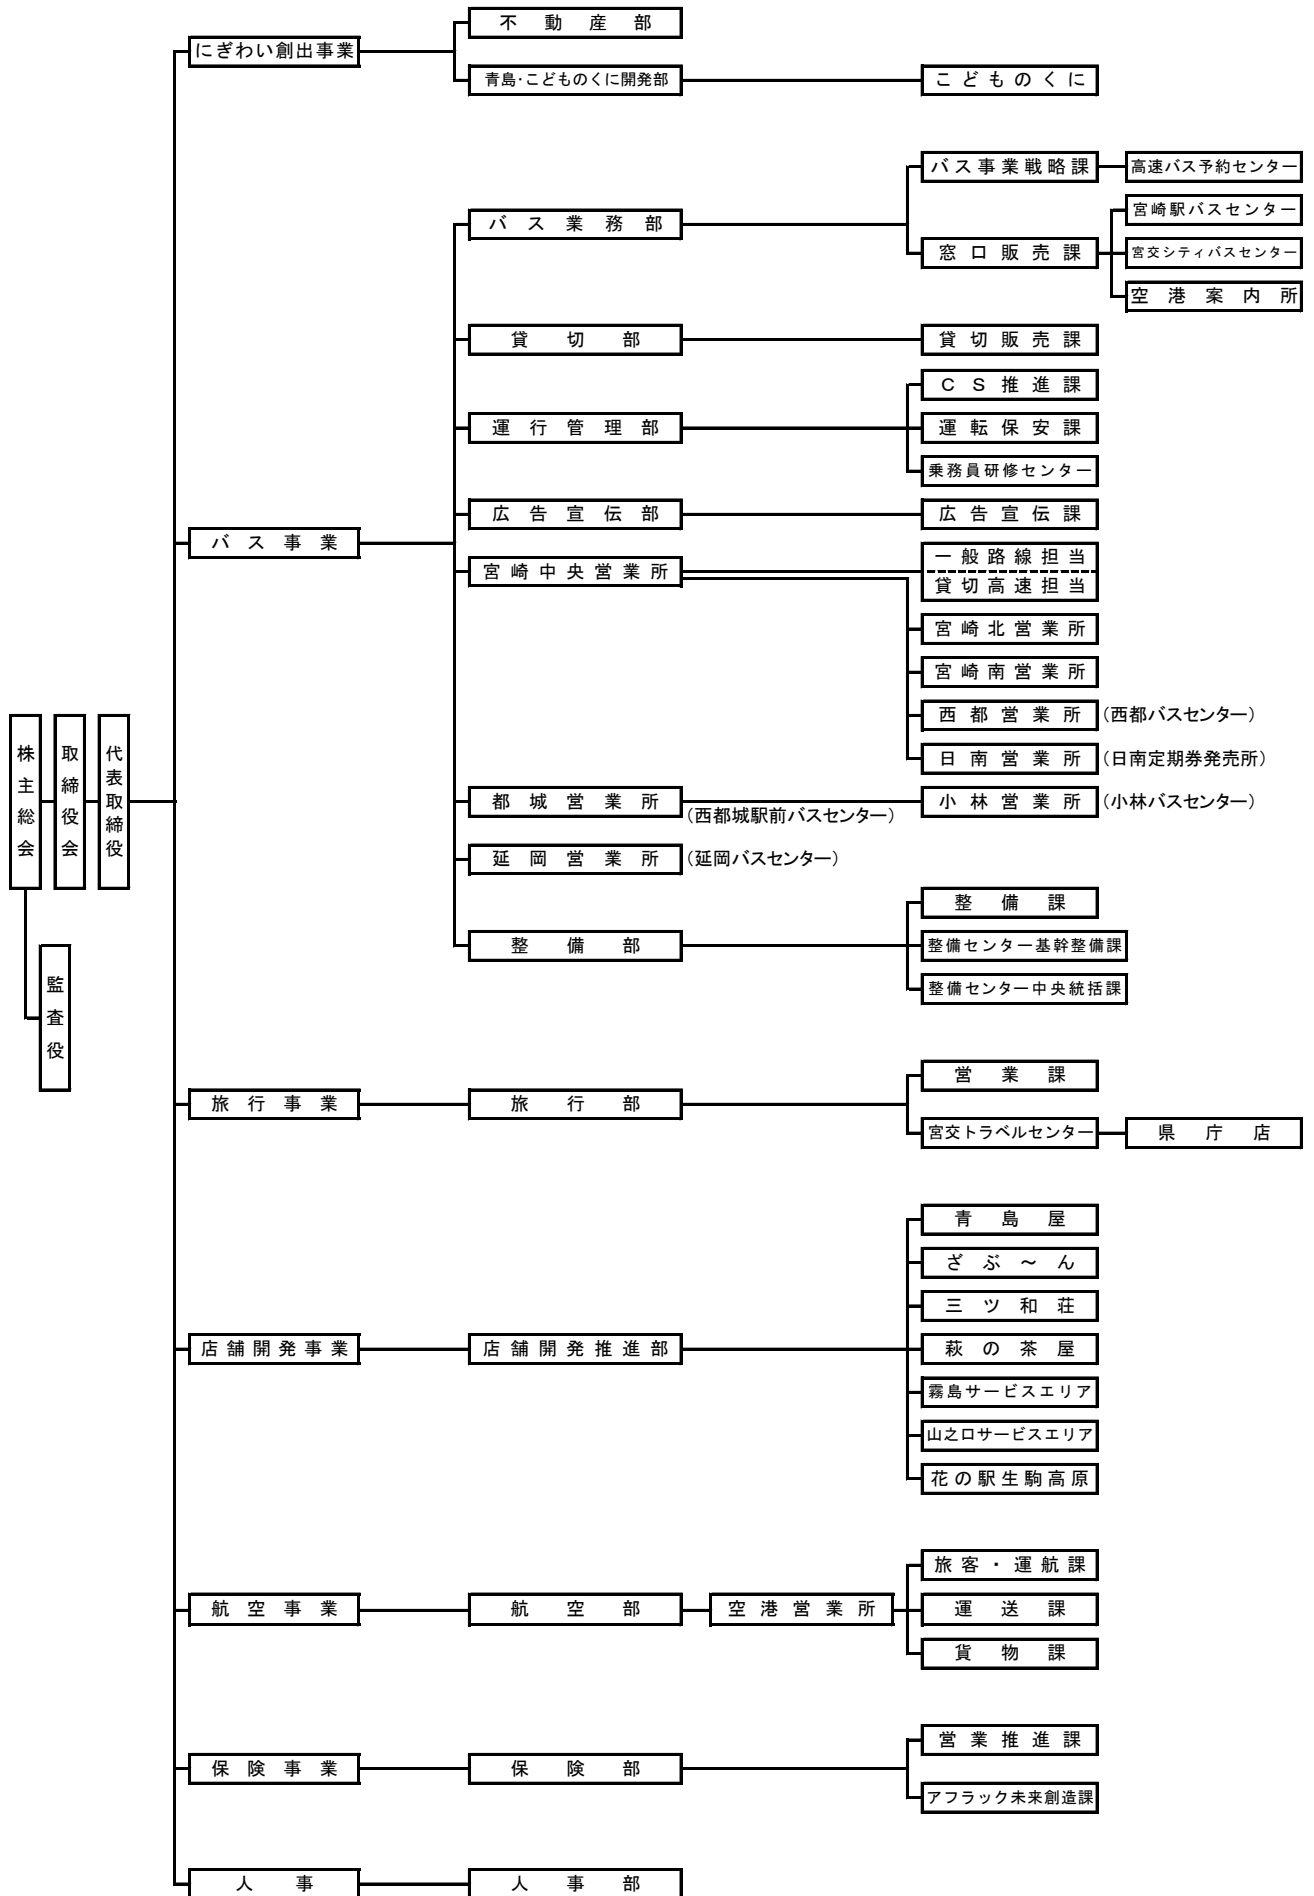 株主総会
取締役会
代表取締役
監査役
にぎわい創出事業
不動産部
青島・こどものくに開発部
こどものくに
バス事業
バス業務部
バス事業戦略課
高速バス予約センター
窓口販売課
宮崎駅バスセンター
宮交シティバスセンター
空港案内所
貸切部
貸切販売課
運行管理部
CS推進課
運転保安課
乗務員研修センター
広告宣伝部
広告宣伝課
宮崎中央営業所
一般路線担当
貸切高速担当
宮崎北営業所
宮崎南営業所
西都営業所
(西都バスセンター)
日南営業所
(日南定期券発売所)
都城営業所
(西都城駅前バスセンター)
小林営業所
(小林バスセンター)
延岡営業所
(延岡バスセンター)
整備部
整備課
整備センター基幹整備課
整備センター中央統括課
旅行事業
旅行部
営業課
宮交トラベルセンター
県庁店
店舗開発事業
店舗開発推進部
青島屋
ざぶ～ん
三ツ和荘
萩の茶屋
霧島サービスエリア
山之口サービスエリア
花の駅生駒高原
航空事業
航空部
空港営業所
旅客・運航課
運送課
貨物課
保険事業
保険部
営業推進課
アフラック未来創造課
人事
人事部